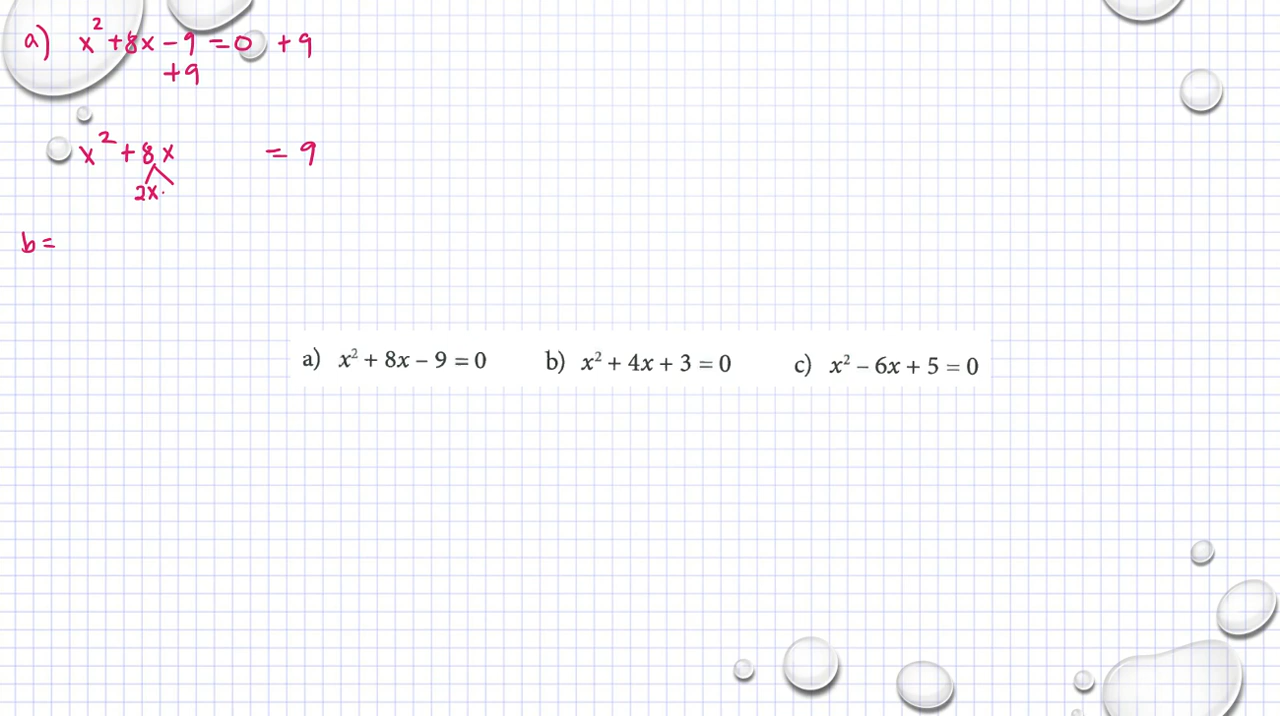 a) x² + 8x - 9 = 0 + 9
+9
x² + 8x = 9
2x·
b =
a) x² + 8x − 9 = 0 b) x² + 4x + 3 = 0 c) x² − 6x + 5 = 0